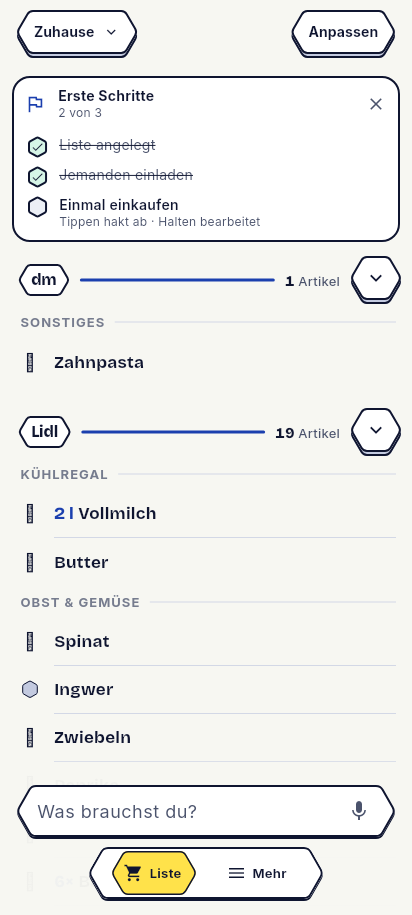 Zuhause
Anpassen
Erste Schritte
2 von 3
Liste angelegt
Jemanden einladen
Einmal einkaufen
Tippen hakt ab · Halten bearbeitet
dm
1 Artikel
SONSTIGES
Zahnpasta
Lidl
19 Artikel
KÜHLREGAL
2 l Vollmilch
Butter
OBST & GEMÜSE
Spinat
Ingwer
Zwiebeln
Was brauchst du?
Liste
Mehr